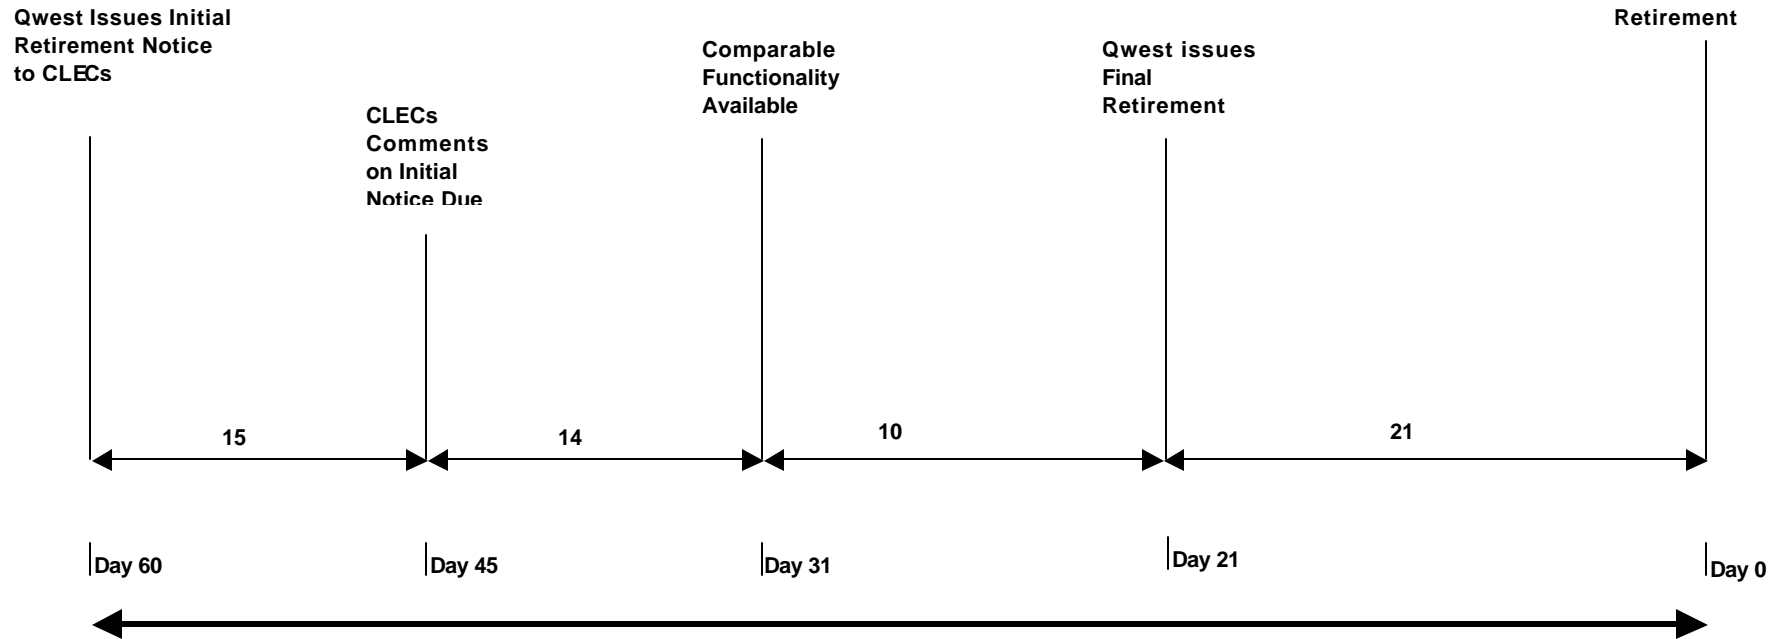 Qwest Issues Initial
Retirement Notice
to CLECs
CLECs
Comments
on Initial
Notice Due
Comparable
Functionality
Available
Qwest issues
Final
Retirement
Retirement
15
14
10
21
Day 60
Day 45
Day 31
Day 21
Day 0